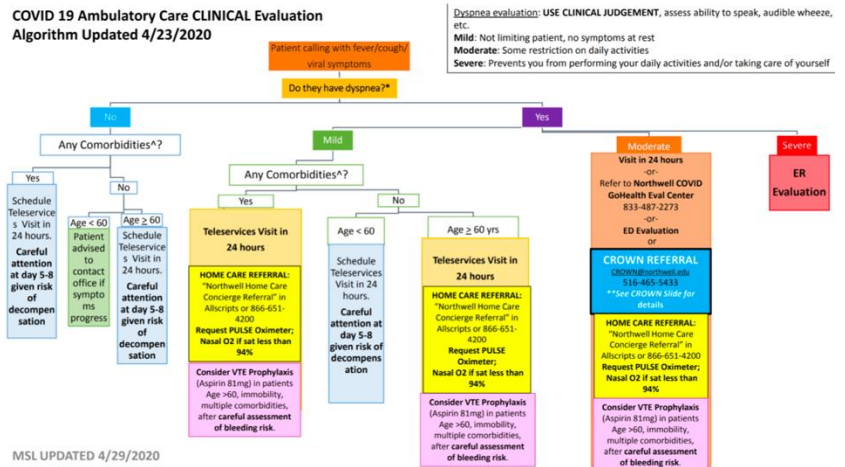 COVID 19 Ambulatory Care CLINICAL Evaluation
Algorithm Updated 4/23/2020
Dyspnea evaluation: USE CLINICAL JUDGEMENT, assess ability to speak, audible wheeze,
etc.
Mild: Not limiting patient, no symptoms at rest
Moderate: Some restriction on daily activities
Severe: Prevents you from performing your daily activities and/or taking care of yourself
Patient calling with fever/cough/
viral symptoms
Do they have dyspnea?*
No
Yes
Any Comorbidities^?
Yes
No
Schedule
Teleservice
s Visit in
24 hours.
Careful
attention
at day 5-8
given risk
of
decompen
sation
Age < 60
Patient
advised
to
contact
office if
sympto
ms
progress
Age ≥ 60
Schedule
Teleservice
s Visit in
24 hours.
Careful
attention
at day 5-8
given risk
of
decompen
sation
Mild
Any Comorbidities^?
Yes
No
Teleservices Visit in
24 hours
HOME CARE REFERRAL:
"Northwell Home Care
Concierge Referral" in
Allscripts or 866-651-
4200
Request PULSE Oximeter;
Nasal O2 if sat less than
94%
Consider VTE Prophylaxis
(Aspirin 81mg) in patients
Age >60, immobility,
multiple comorbidities,
after careful assessment
of bleeding risk.
Age < 60
Schedule
Teleservices
Visit in 24
hours.
Careful
attention at
day 5-8
given risk of
decompens
ation
Age ≥ 60 yrs
Teleservices Visit in
24 hours
HOME CARE REFERRAL:
"Northwell Home Care
Concierge Referral" in
Allscripts or 866-651-
4200
Request PULSE
Oximeter;
Nasal O2 if sat less than
94%
Consider VTE Prophylaxis
(Aspirin 81mg) in patients
Age >60, immobility,
multiple comorbidities,
after careful assessment
of bleeding risk.
Moderate
Visit in 24 hours
-or-
Refer to Northwell COVID
GoHealth Eval Center
833-487-2273
-or-
ED Evaluation
or
CROWN REFERRAL
CROWN@northwell.edu
516-465-5433
**See CROWN Slide for
details
HOME CARE REFERRAL:
"Northwell Home Care
Concierge Referral" in
Allscripts or 866-651-4200
Request PULSE Oximeter;
Nasal O2 if sat less than
94%
Consider VTE Prophylaxis
(Aspirin 81mg) in patients
Age >60, immobility,
multiple comorbidities,
after careful assessment
of bleeding risk.
Severe
ER
Evaluation
MSL UPDATED 4/29/2020